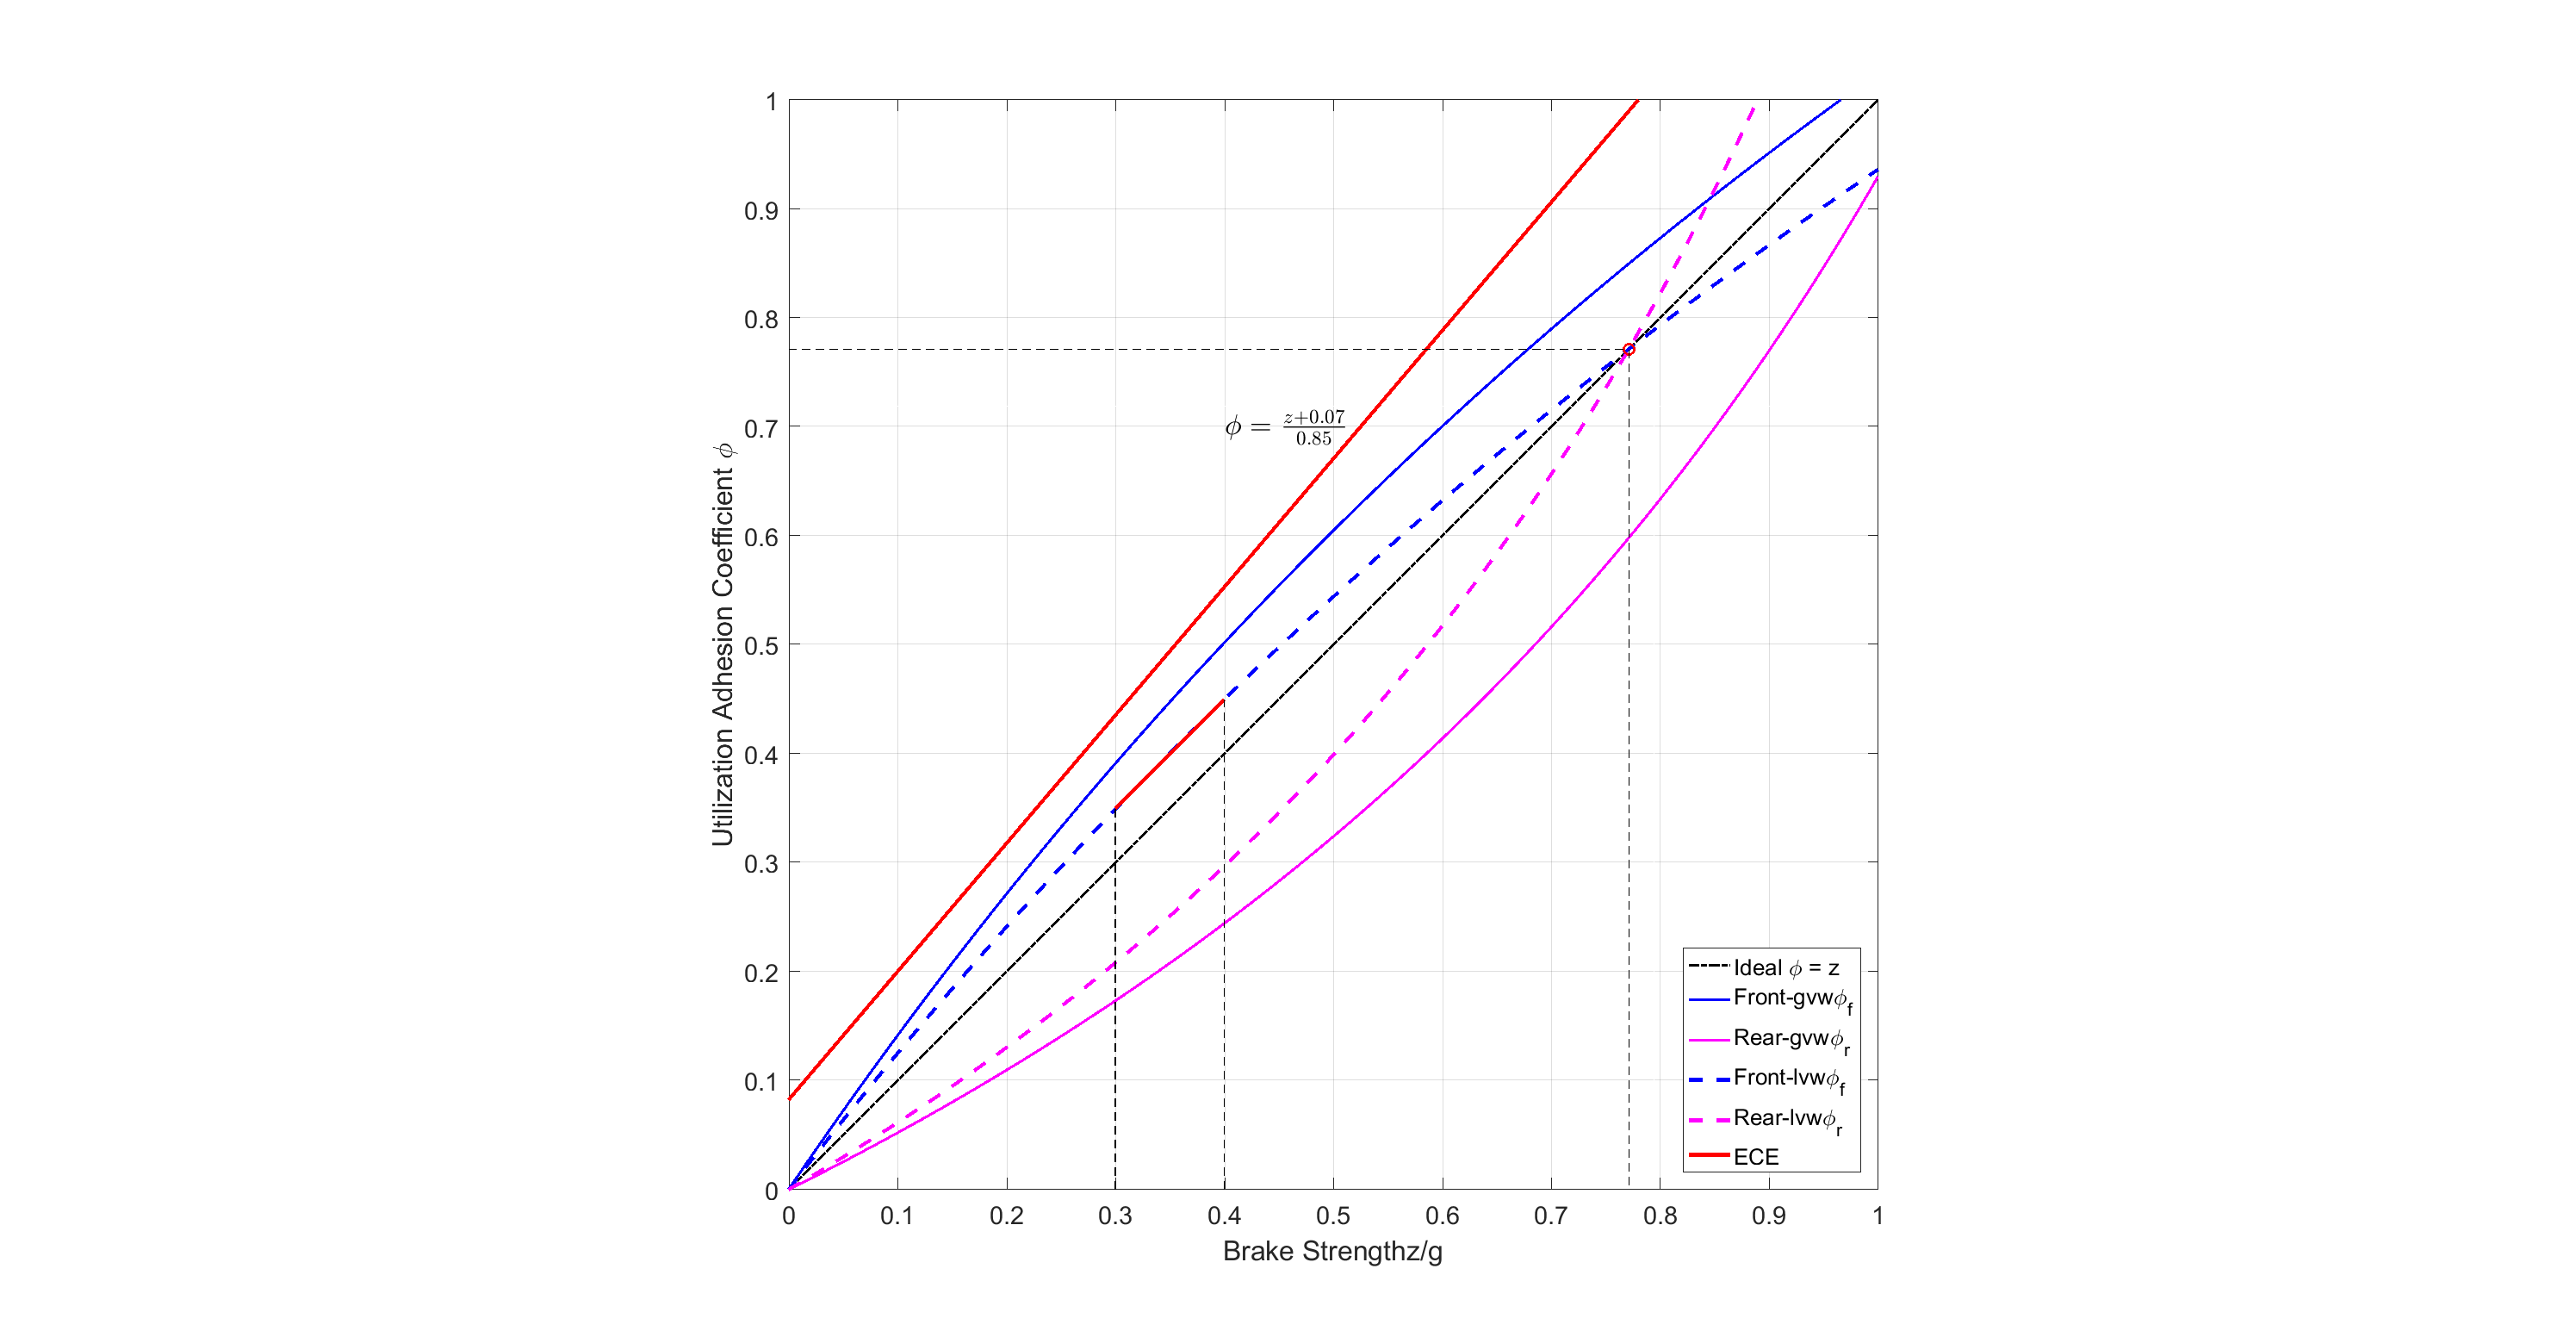 1
0.9
0.8
0.7
0.6
0.5
0.4
0.3
0.2
0.1
0
Utilization Adhesion Coefficient ϕ
ϕ = z+0.07
0.85
Ideal ϕ = z
Front-gvwϕf
Rear-gvwϕr
Front-lvwϕf
Rear-lvwϕr
ECE
0 0.1 0.2 0.3 0.4 0.5 0.6 0.7 0.8 0.9 1
Brake Strengthz/g